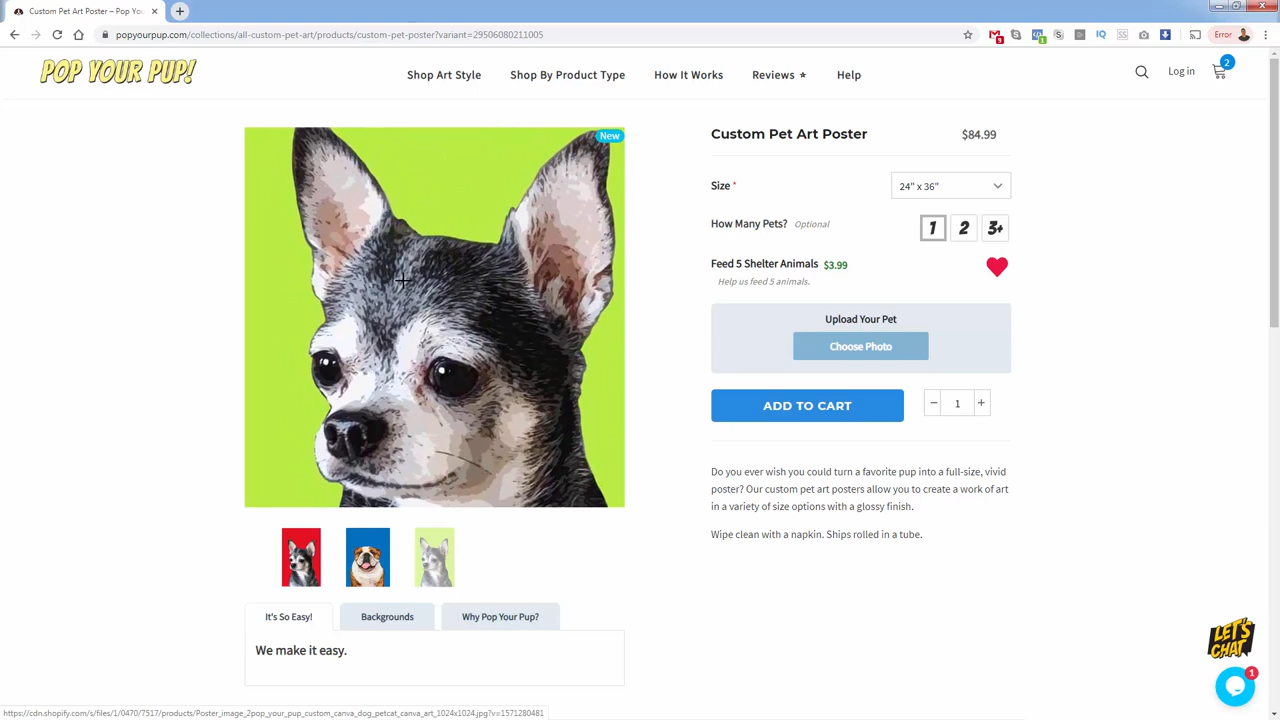 Custom Pet Art Poster – Pop You
popyourpup.com/collections/all-custom-pet-art/products/custom-pet-poster?variant=29506080211005
Error
POP YOUR PUP!
Shop Art Style
Shop By Product Type
How It Works
Reviews ★
Help
Log in
2
New
Custom Pet Art Poster
$84.99
Size *
24" x 36"
How Many Pets? Optional
1
2
3+
Feed 5 Shelter Animals $3.99
Help us feed 5 animals.
Upload Your Pet
Choose Photo
ADD TO CART
− 1 +
Do you ever wish you could turn a favorite pup into a full-size, vivid
poster? Our custom pet art posters allow you to create a work of art
in a variety of size options with a glossy finish.
Wipe clean with a napkin. Ships rolled in a tube.
It's So Easy!
Backgrounds
Why Pop Your Pup?
We make it easy.
LET'S
CHAT
1
https://cdn.shopify.com/s/files/1/0470/7517/products/Poster_image_2pop_your_pup_custom_canva_dog_petcat_canva_art_1024x1024.jpg?v=1571280481